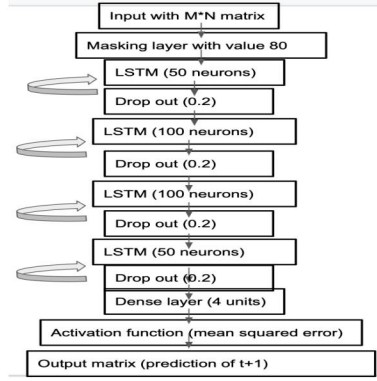 Input with M*N matrix
Masking layer with value 80
LSTM (50 neurons)
Drop out (0.2)
LSTM (100 neurons)
Drop out (0.2)
LSTM (100 neurons)
Drop out (0.2)
LSTM (50 neurons)
Drop out (0.2)
Dense layer (4 units)
Activation function (mean squared error)
Output matrix (prediction of t+1)